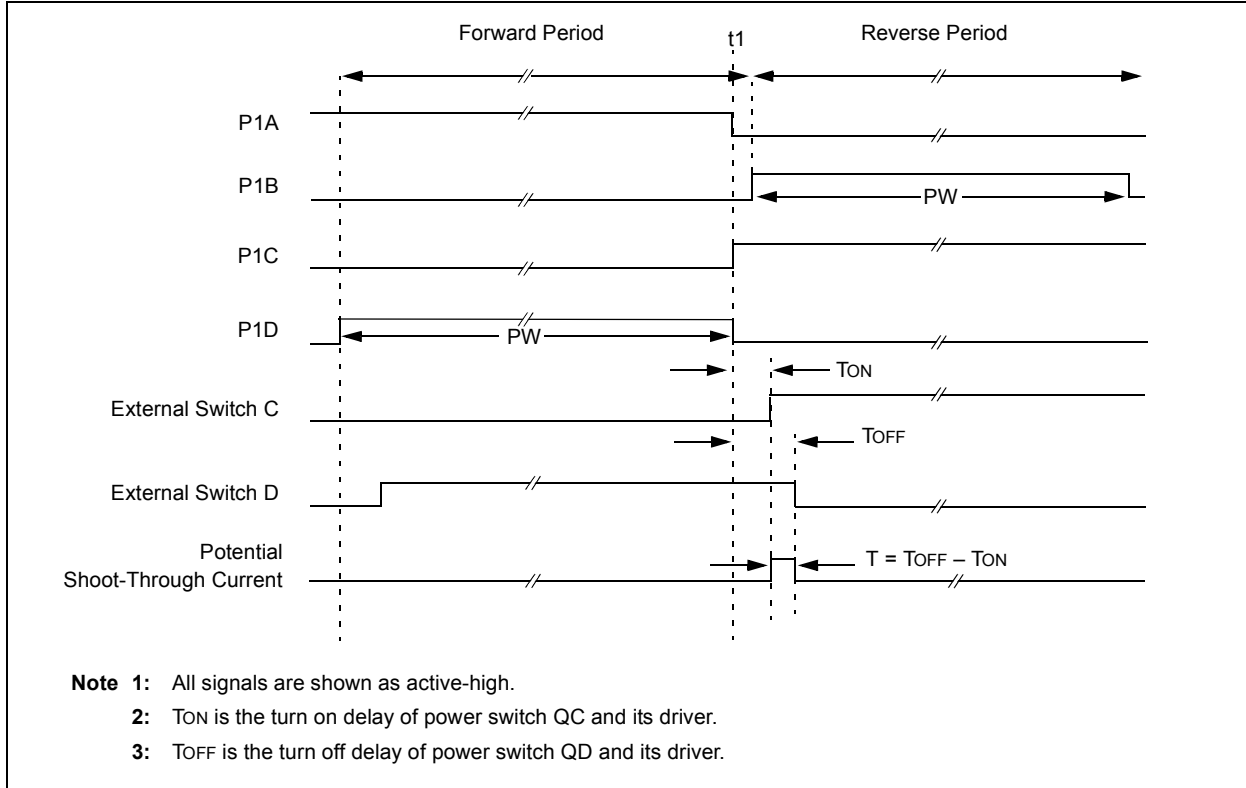 Forward Period
t1
Reverse Period
P1A
P1B
PW
P1C
P1D
PW
TON
External Switch C
TOFF
External Switch D
Potential
Shoot-Through Current
T = TOFF – TON
Note 1: All signals are shown as active-high.
2: TON is the turn on delay of power switch QC and its driver.
3: TOFF is the turn off delay of power switch QD and its driver.